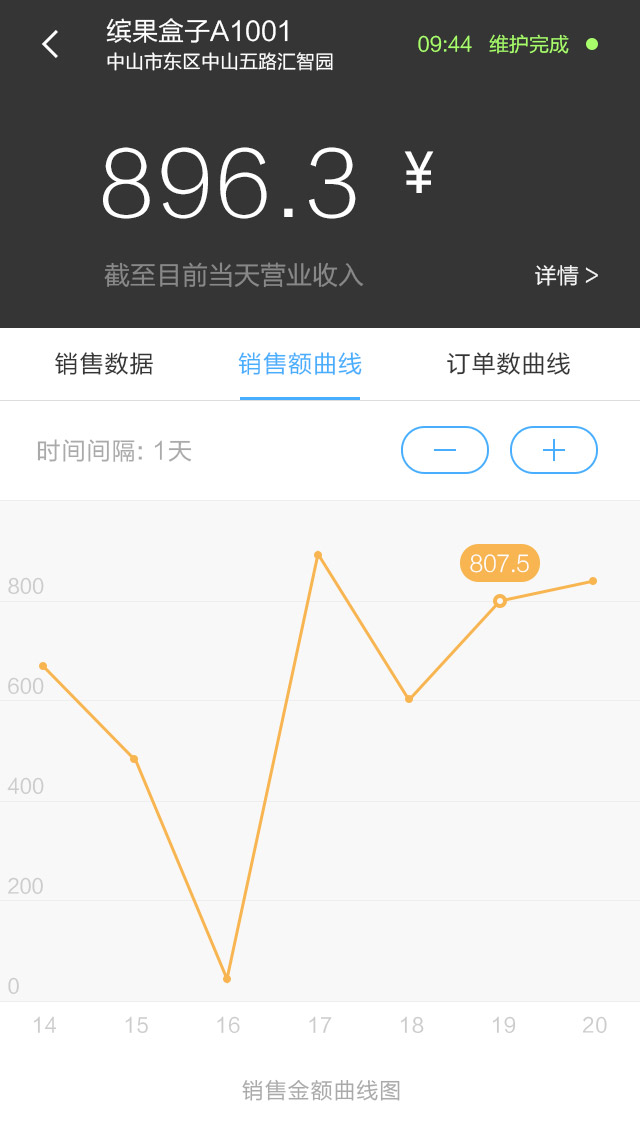 缤果盒子A1001
中山市东区中山五路汇智园
09:44 维护完成
896.3 ¥
截至目前当天营业收入
详情 >
销售数据 销售额曲线 订单数曲线
时间间隔: 1天
807.5
800
600
400
200
0
14 15 16 17 18 19 20
销售金额曲线图